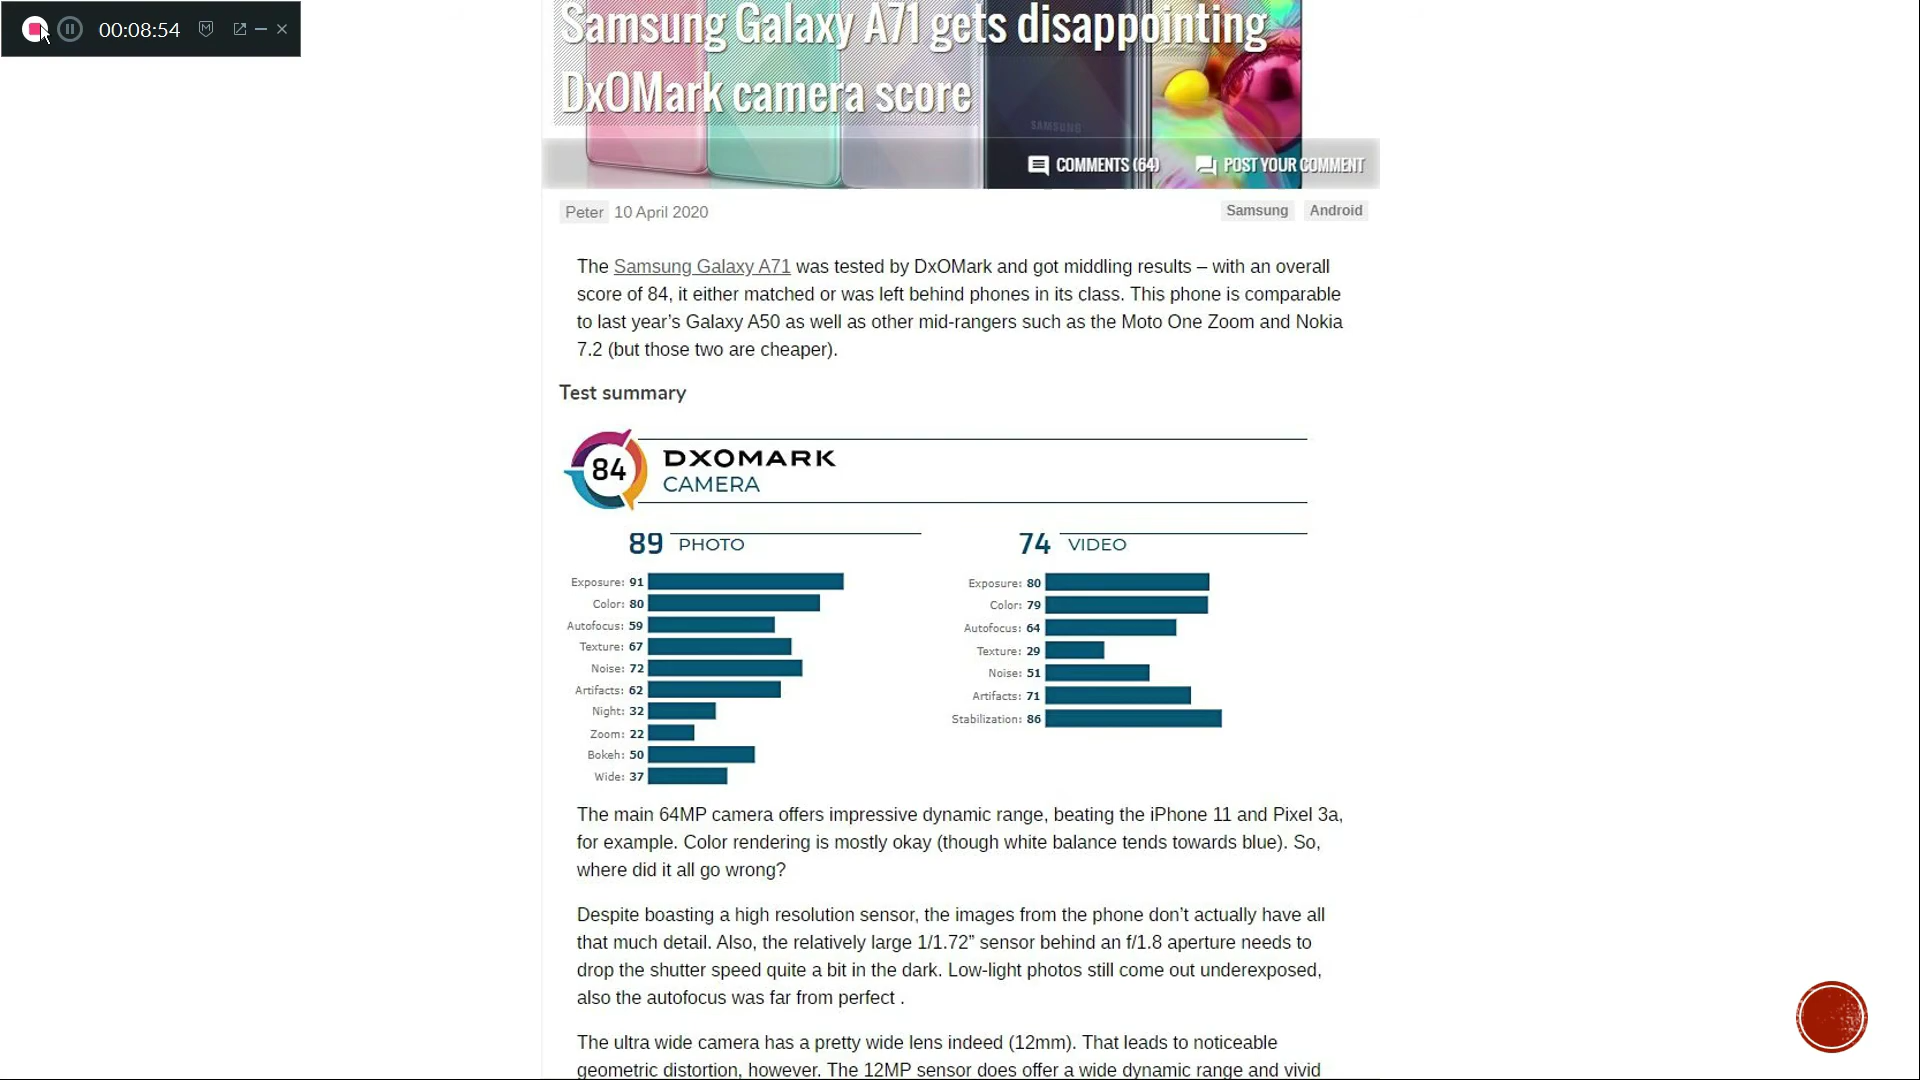 00:08:54
Samsung Galaxy A71 gets disappointing
DxOMark camera score
SAMSUNG
COMMENTS (64)
POST YOUR COMMENT
Peter
10 April 2020
Samsung
Android
The Samsung Galaxy A71 was tested by DxOMark and got middling results – with an overall
score of 84, it either matched or was left behind phones in its class. This phone is comparable
to last year’s Galaxy A50 as well as other mid-rangers such as the Moto One Zoom and Nokia
7.2 (but those two are cheaper).
Test summary
84
DXOMARK
CAMERA
89 PHOTO
Exposure: 91
Color: 80
Autofocus: 59
Texture: 67
Noise: 72
Artifacts: 62
Night: 32
Zoom: 22
Bokeh: 50
Wide: 37
74 VIDEO
Exposure: 80
Color: 79
Autofocus: 64
Texture: 29
Noise: 51
Artifacts: 71
Stabilization: 86
The main 64MP camera offers impressive dynamic range, beating the iPhone 11 and Pixel 3a,
for example. Color rendering is mostly okay (though white balance tends towards blue). So,
where did it all go wrong?
Despite boasting a high resolution sensor, the images from the phone don’t actually have all
that much detail. Also, the relatively large 1/1.72” sensor behind an f/1.8 aperture needs to
drop the shutter speed quite a bit in the dark. Low-light photos still come out underexposed,
also the autofocus was far from perfect .
The ultra wide camera has a pretty wide lens indeed (12mm). That leads to noticeable
geometric distortion, however. The 12MP sensor does offer a wide dynamic range and vivid